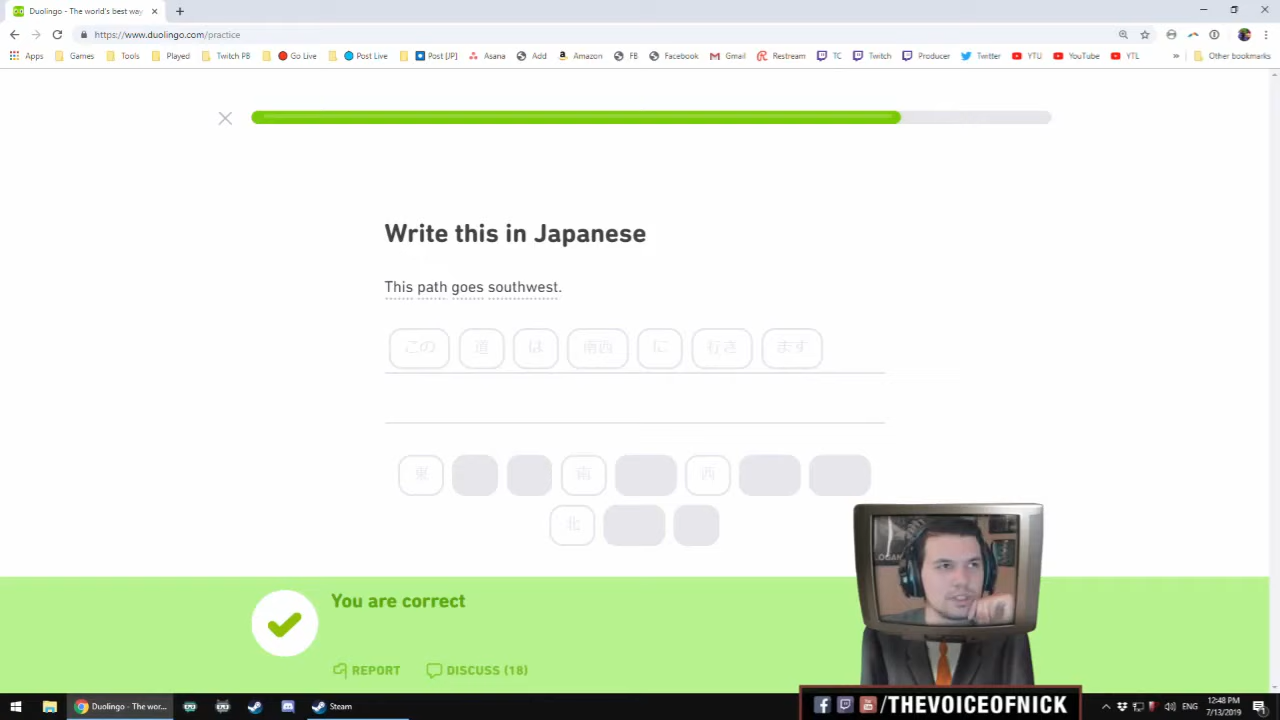 Duolingo - The world's best way
https://www.duolingo.com/practice
Apps Games Tools Played Twitch PB Go Live Post Live Post [JP] Asana Add Amazon FB Facebook Gmail Restream TC Twitch Producer Twitter YTU YouTube YTL » Other bookmarks
Write this in Japanese
This path goes southwest.
この 道 は 南西 に 行き ます
東 南 西
北
You are correct
REPORT DISCUSS (18)
/THEVOICEOFNICK
Duolingo - The wor... Steam ENG 12:48 PM
7/13/2019